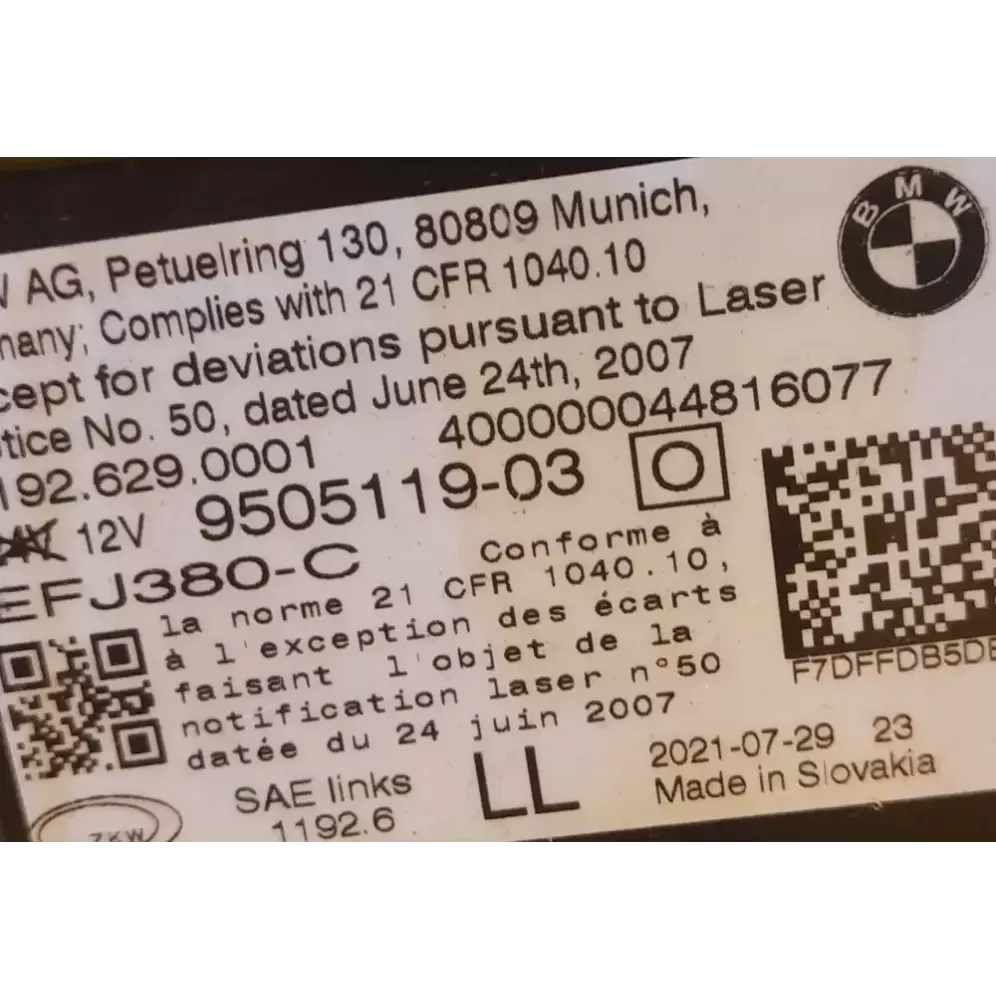 AG, Petuelring 130, 80809 Munich,
many; Complies with 21 CFR 1040.10
cept for deviations pursuant to Laser
tice No. 50, dated June 24th, 2007
192.629.0001 400000044816077
12V 9505119-03 O
EFJ380-C
Conforme à
la norme 21 CFR 1040.10,
à l'exception des écarts
faisant l'objet de la
notification laser n°50
datée du 24 juin 2007
F7DFFDB5DE
SAE links
1192.6
LL
2021-07-29 23
Made in Slovakia
ZKW
BMW